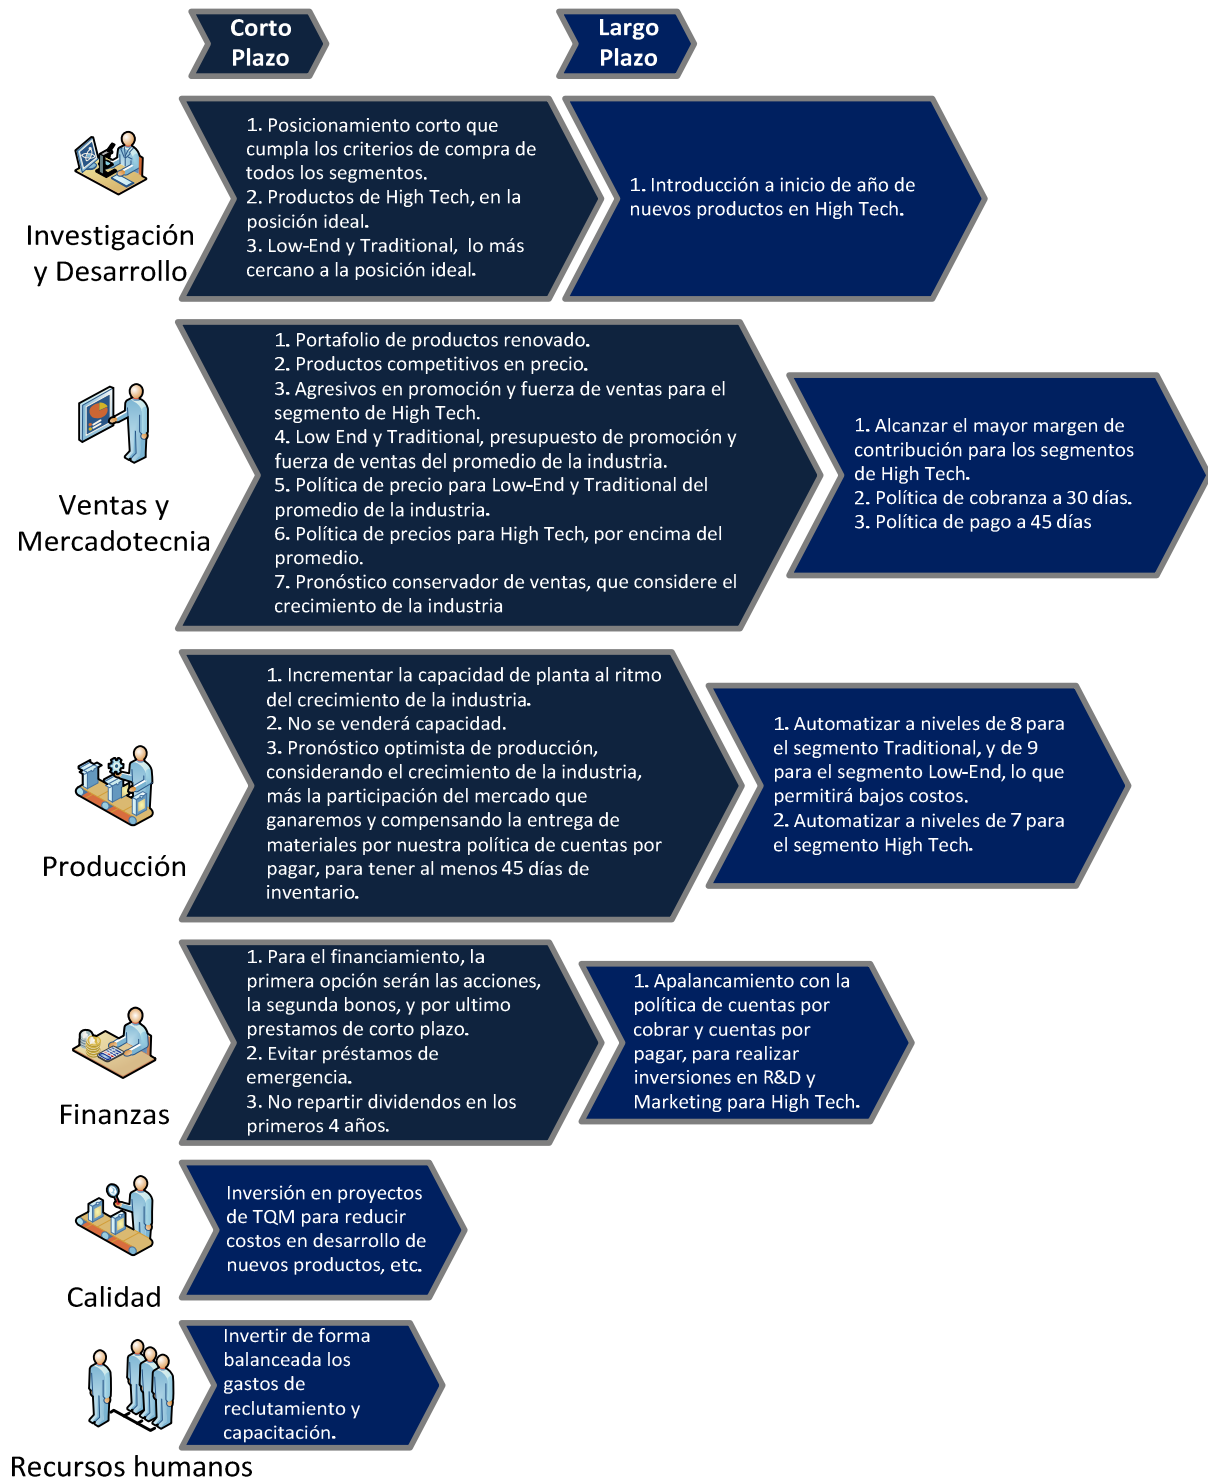 Corto
Plazo
Largo
Plazo
Investigación
y Desarrollo
1. Posicionamiento corto que
cumpla los criterios de compra de
todos los segmentos.
2. Productos de High Tech, en la
posición ideal.
3. Low-End y Traditional, lo más
cercano a la posición ideal.
1. Introducción a inicio de año de
nuevos productos en High Tech.
Ventas y
Mercadotecnia
1. Portafolio de productos renovado.
2. Productos competitivos en precio.
3. Agresivos en promoción y fuerza de ventas para el
segmento de High Tech.
4. Low End y Traditional, presupuesto de promoción y
fuerza de ventas del promedio de la industria.
5. Política de precio para Low-End y Traditional del
promedio de la industria.
6. Política de precios para High Tech, por encima del
promedio.
7. Pronóstico conservador de ventas, que considere el
crecimiento de la industria
1. Alcanzar el mayor margen de
contribución para los segmentos
de High Tech.
2. Política de cobranza a 30 días.
3. Política de pago a 45 días
Producción
1. Incrementar la capacidad de planta al ritmo
del crecimiento de la industria.
2. No se venderá capacidad.
3. Pronóstico optimista de producción,
considerando el crecimiento de la industria,
más la participación del mercado que
ganaremos y compensando la entrega de
materiales por nuestra política de cuentas por
pagar, para tener al menos 45 días de
inventario.
1. Automatizar a niveles de 8 para
el segmento Traditional, y de 9
para el segmento Low-End, lo que
permitirá bajos costos.
2. Automatizar a niveles de 7 para
el segmento High Tech.
Finanzas
1. Para el financiamiento, la
primera opción serán las acciones,
la segunda bonos, y por ultimo
prestamos de corto plazo.
2. Evitar préstamos de
emergencia.
3. No repartir dividendos en los
primeros 4 años.
1. Apalancamiento con la
política de cuentas por
cobrar y cuentas por
pagar, para realizar
inversiones en R&D y
Marketing para High Tech.
Calidad
Inversión en proyectos
de TQM para reducir
costos en desarrollo de
nuevos productos, etc.
Recursos humanos
Invertir de forma
balanceada los
gastos de
reclutamiento y
capacitación.